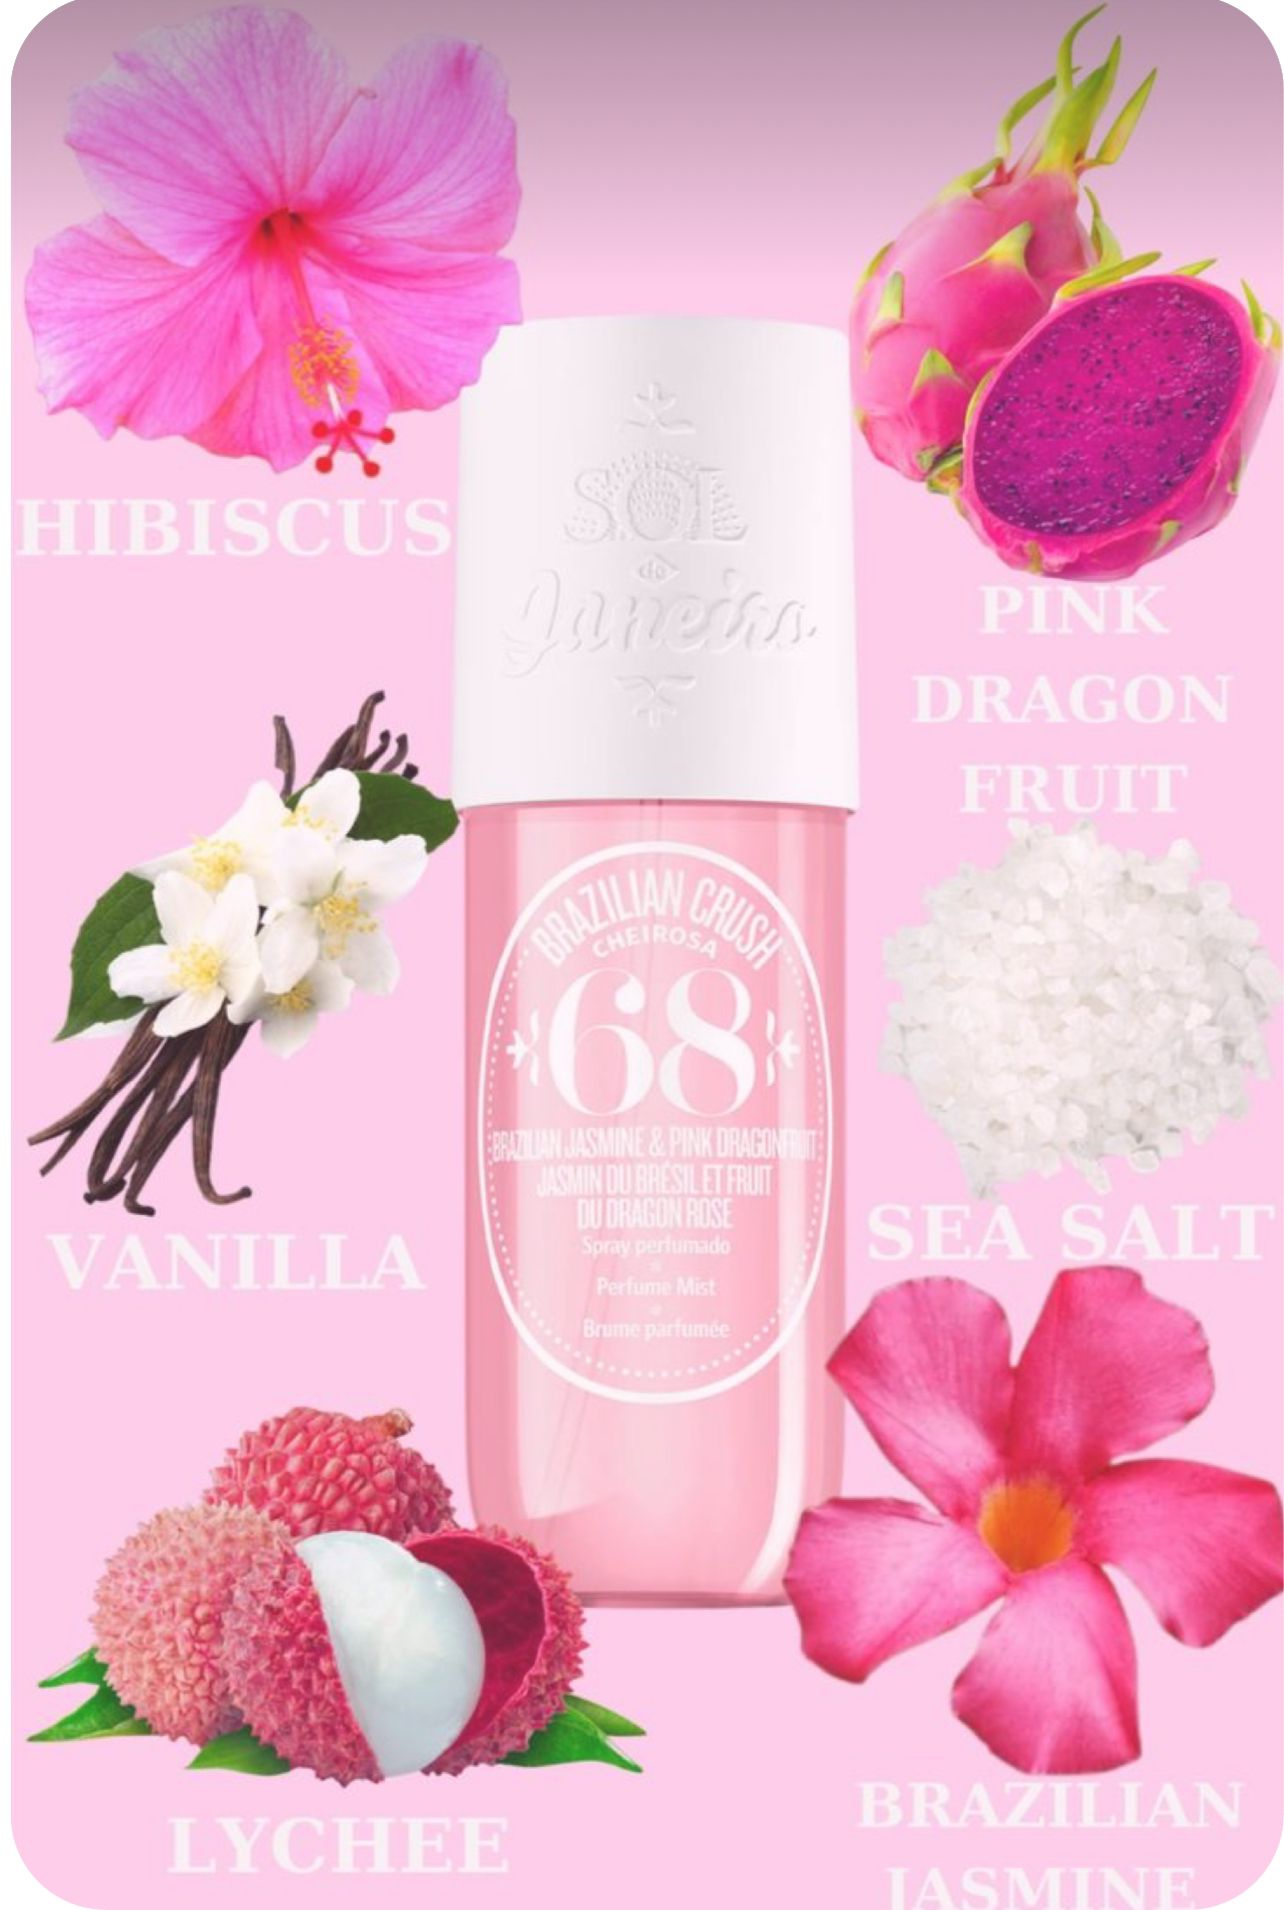 HIBISCUS
PINK
DRAGON
FRUIT
SOL
de
Janeiro
BRAZILIAN CRUSH
CHEIROSA
68
BRAZILIAN JASMINE & PINK DRAGONFRUIT
JASMIN DU BRÉSIL ET FRUIT
DU DRAGON ROSE
Spray perfumado
Perfume Mist
Brume parfumée
VANILLA
SEA SALT
LYCHEE
BRAZILIAN
JASMINE